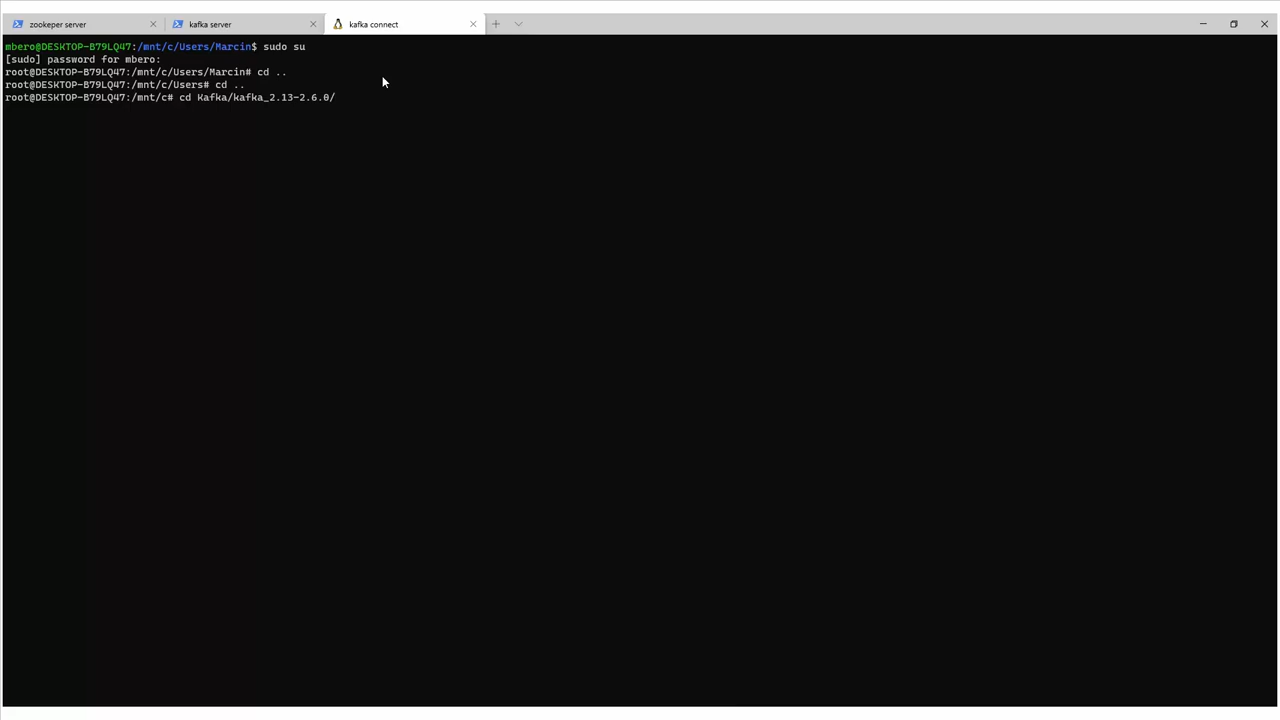 zookeper server
kafka server
kafka connect
mbero@DESKTOP-B79LQ47:/mnt/c/Users/Marcin$ sudo su
[sudo] password for mbero:
root@DESKTOP-B79LQ47:/mnt/c/Users/Marcin# cd ..
root@DESKTOP-B79LQ47:/mnt/c/Users# cd ..
root@DESKTOP-B79LQ47:/mnt/c# cd Kafka/kafka_2.13-2.6.0/